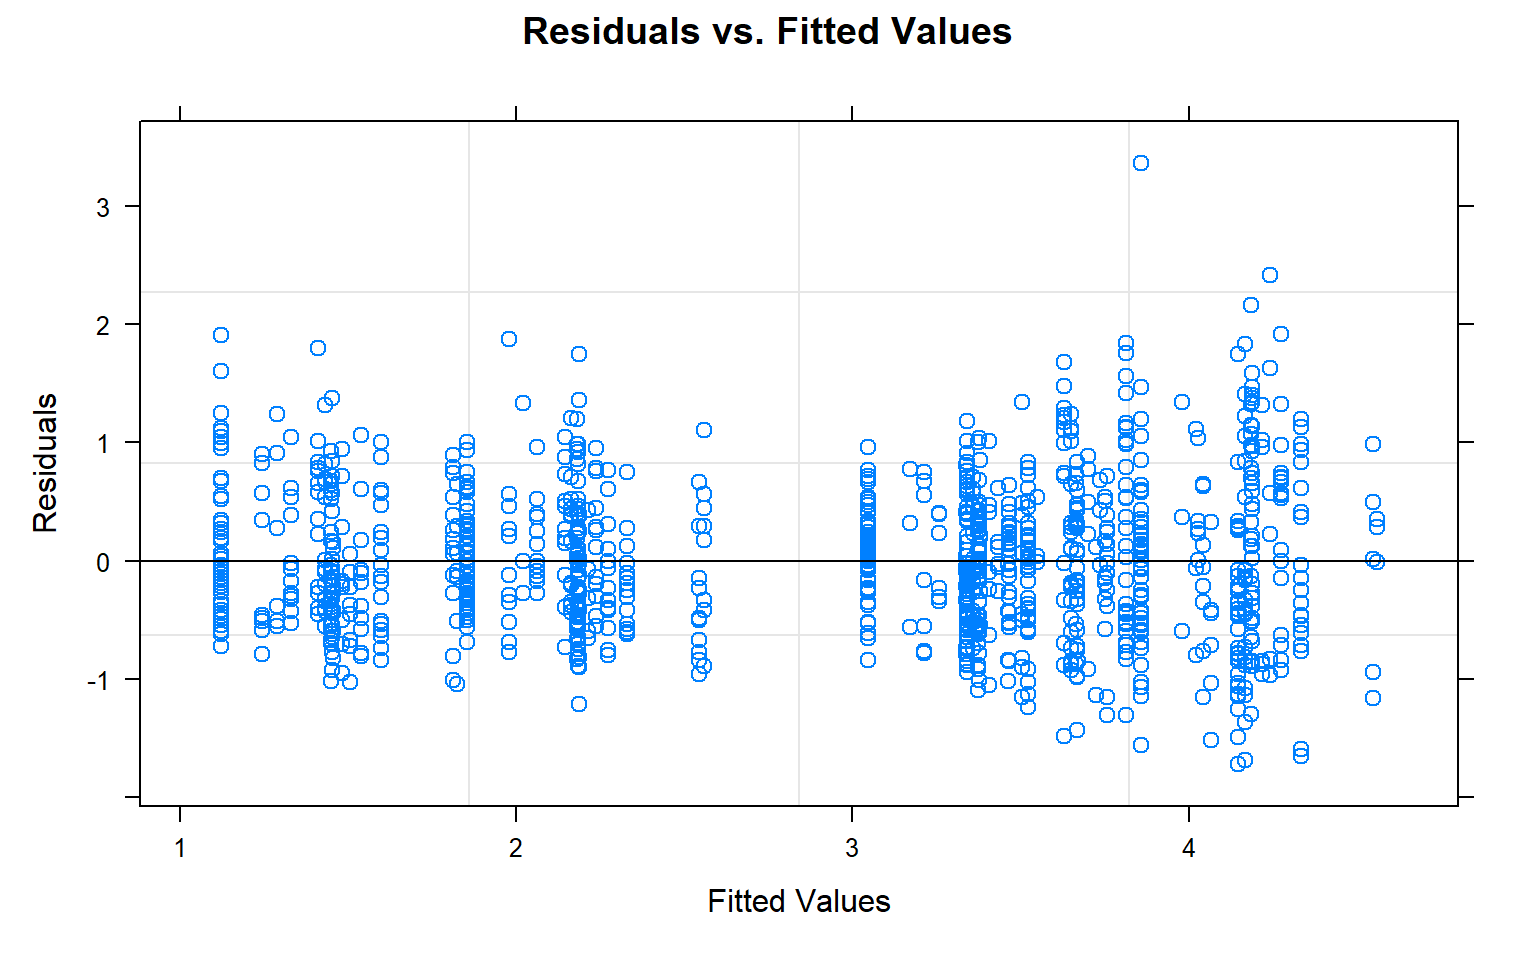 Residuals vs. Fitted Values
3
2
1
0
-1
Residuals
1 2 3 4
Fitted Values